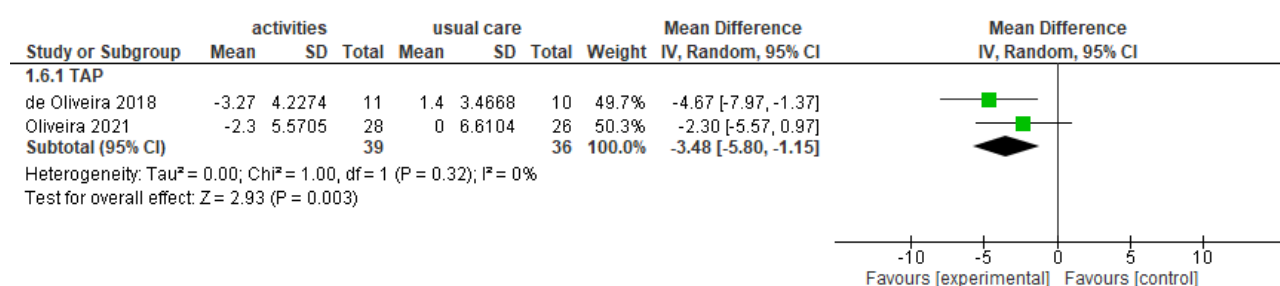 activities usual care Mean Difference Mean Difference
Study or Subgroup Mean SD Total Mean SD Total Weight IV, Random, 95% CI IV, Random, 95% CI
1.6.1 TAP
de Oliveira 2018 -3.27 4.2274 11 1.4 3.4668 10 49.7% -4.67 [-7.97, -1.37]
Oliveira 2021 -2.3 5.5705 28 0 6.6104 26 50.3% -2.30 [-5.57, 0.97]
Subtotal (95% CI) 39 36 100.0% -3.48 [-5.80, -1.15]
Heterogeneity: Tau² = 0.00; Chi² = 1.00, df = 1 (P = 0.32); I² = 0%
Test for overall effect: Z = 2.93 (P = 0.003)
-10 -5 0 5 10
Favours [experimental] Favours [control]